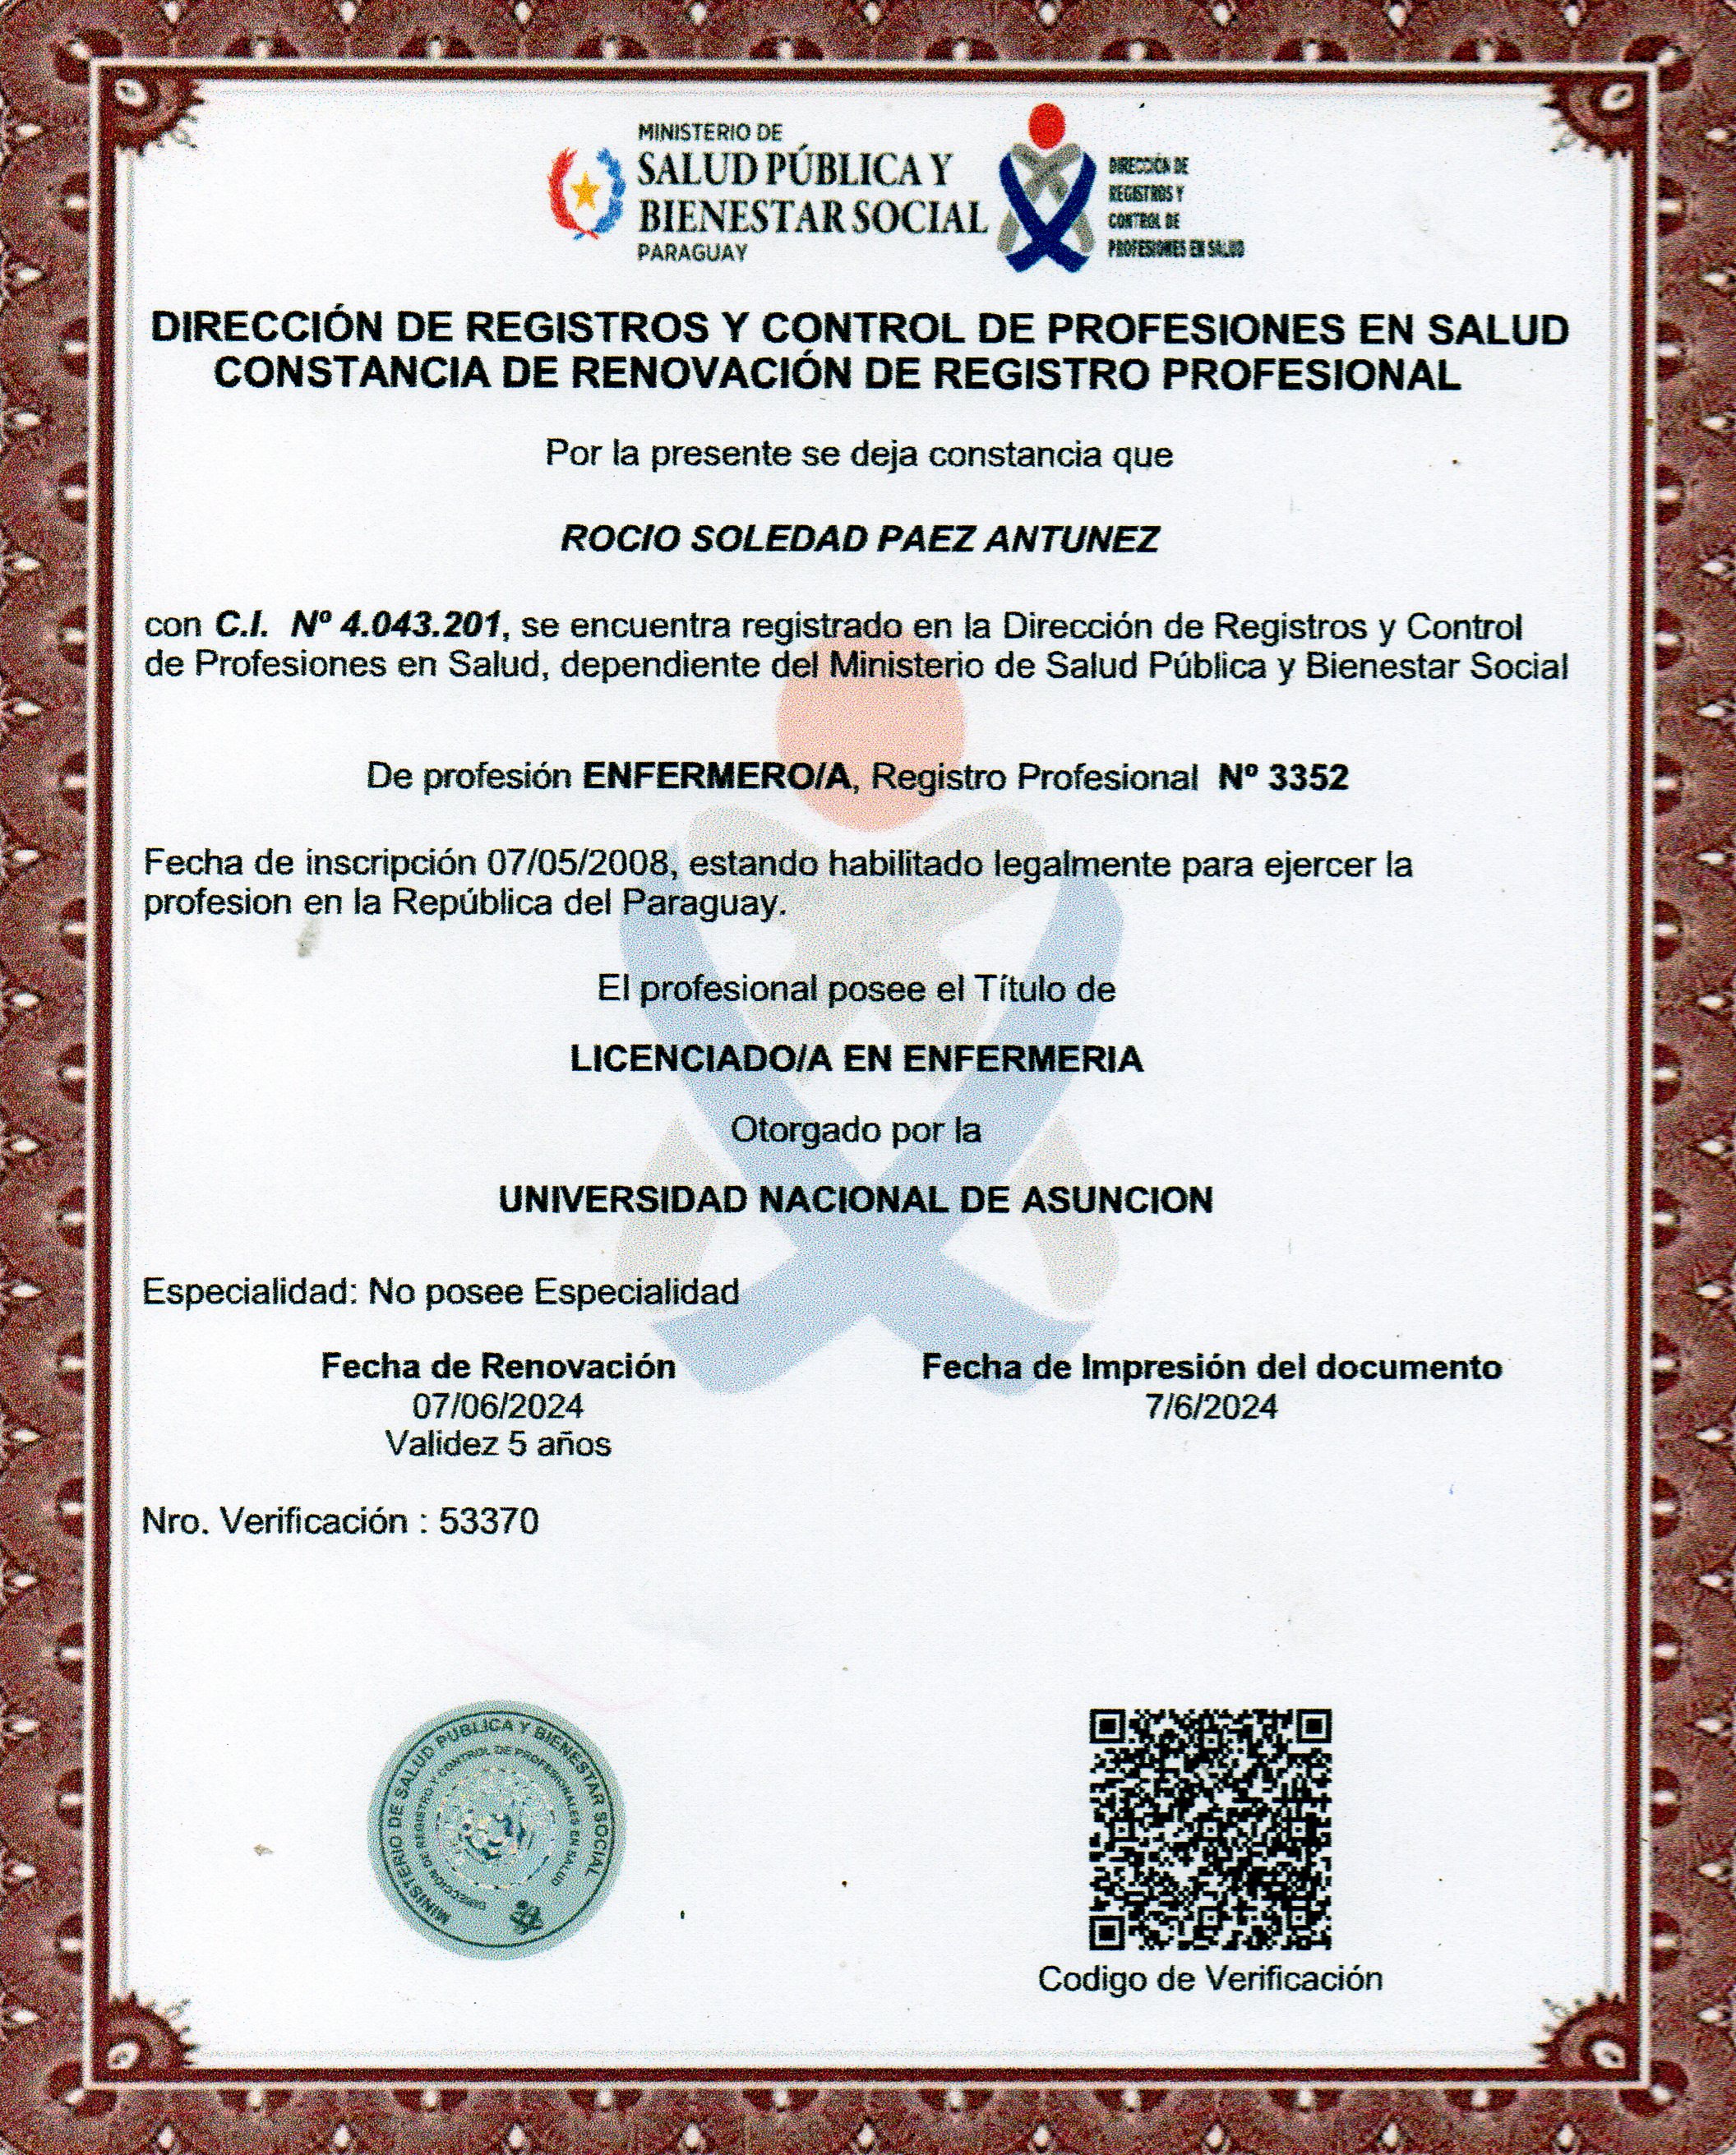 MINISTERIO DE
SALUD PÚBLICA Y
BIENESTAR SOCIAL
PARAGUAY
DIRECCIÓN DE
REGISTROS Y
CONTROL DE
PROFESIONES EN SALUD
DIRECCIÓN DE REGISTROS Y CONTROL DE PROFESIONES EN SALUD
CONSTANCIA DE RENOVACIÓN DE REGISTRO PROFESIONAL
Por la presente se deja constancia que
ROCIO SOLEDAD PAEZ ANTUNEZ
con C.I. Nº 4.043.201, se encuentra registrado en la Dirección de Registros y Control
de Profesiones en Salud, dependiente del Ministerio de Salud Pública y Bienestar Social
De profesión ENFERMERO/A, Registro Profesional Nº 3352
Fecha de inscripción 07/05/2008, estando habilitado legalmente para ejercer la
profesion en la República del Paraguay.
El profesional posee el Título de
LICENCIADO/A EN ENFERMERIA
Otorgado por la
UNIVERSIDAD NACIONAL DE ASUNCION
Especialidad: No posee Especialidad
Fecha de Renovación
07/06/2024
Validez 5 años
Fecha de Impresión del documento
7/6/2024
Nro. Verificación : 53370
MINISTERIO DE SALUD PUBLICA Y BIENESTAR SOCIAL
DIRECCIÓN DE REGISTRO Y CONTROL DE PROFESIONALES EN SALUD
Codigo de Verificación